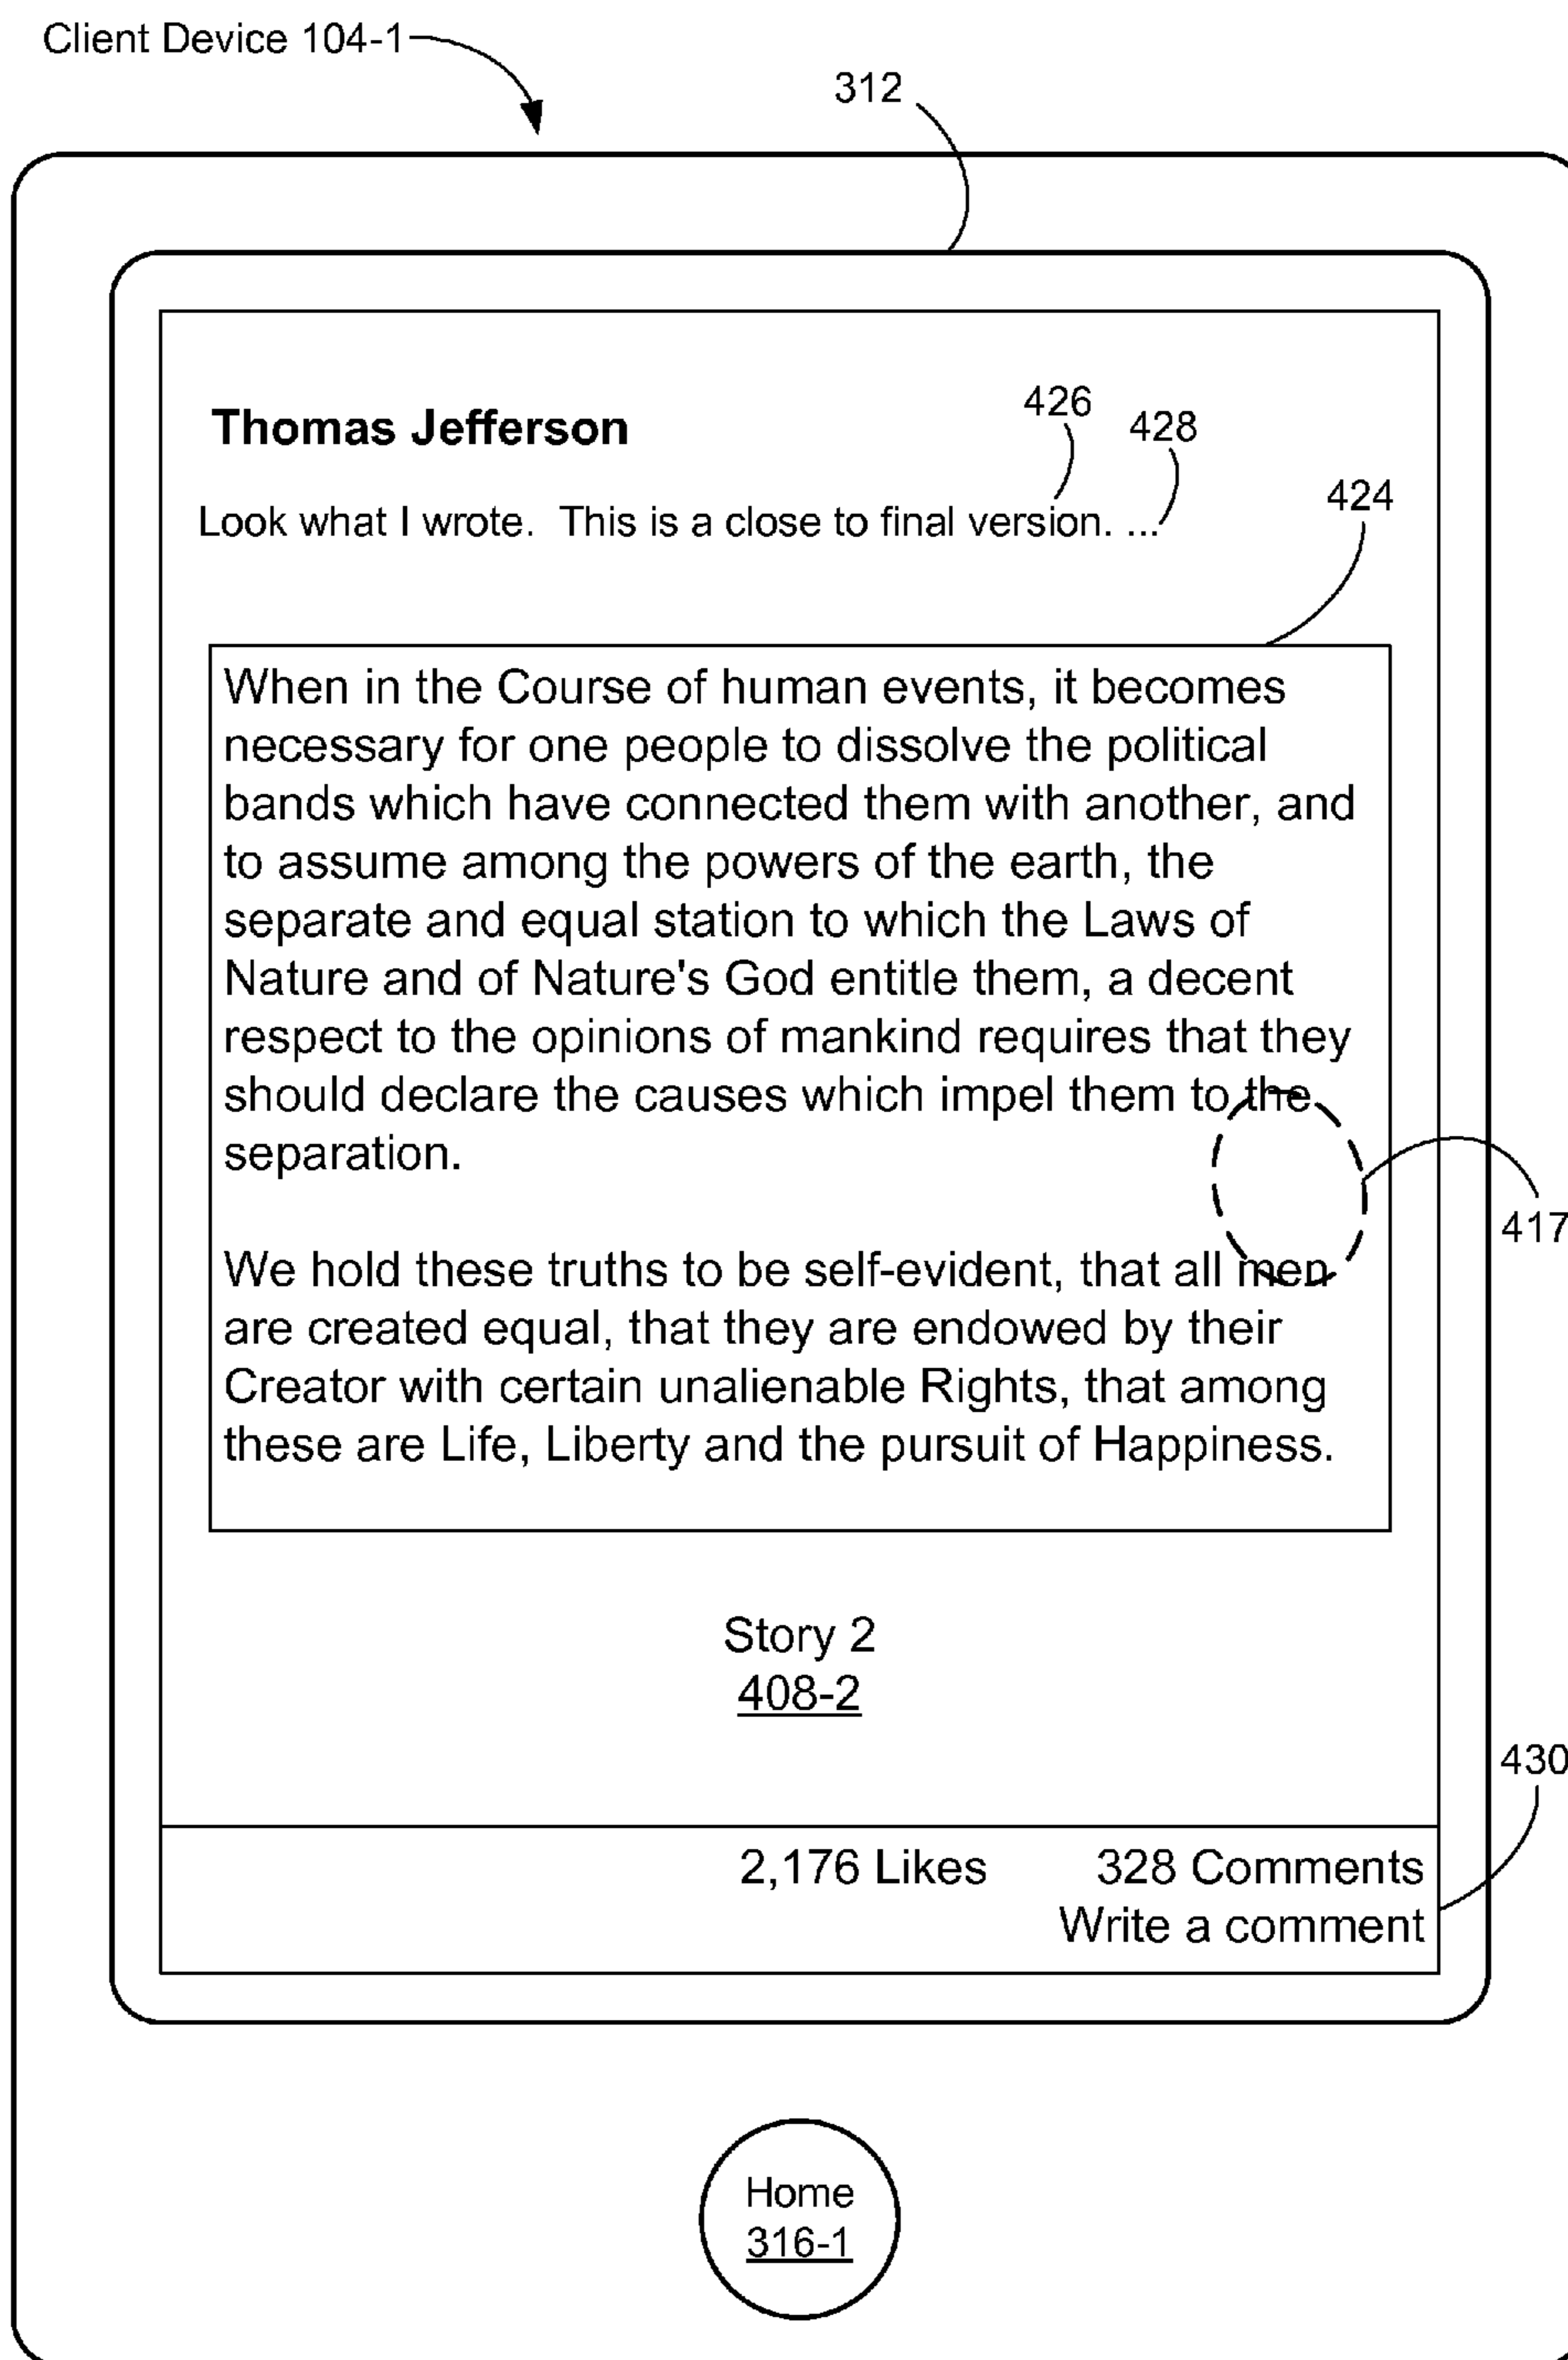 Client Device 104-1
312
Thomas Jefferson
426
428
424
Look what I wrote.  This is a close to final version. ...
When in the Course of human events, it becomes
necessary for one people to dissolve the political
bands which have connected them with another, and
to assume among the powers of the earth, the
separate and equal station to which the Laws of
Nature and of Nature's God entitle them, a decent
respect to the opinions of mankind requires that they
should declare the causes which impel them to the
separation.
417
We hold these truths to be self-evident, that all men
are created equal, that they are endowed by their
Creator with certain unalienable Rights, that among
these are Life, Liberty and the pursuit of Happiness.
Story 2
408-2
430
2,176 Likes 328 Comments
Write a comment
Home
316-1